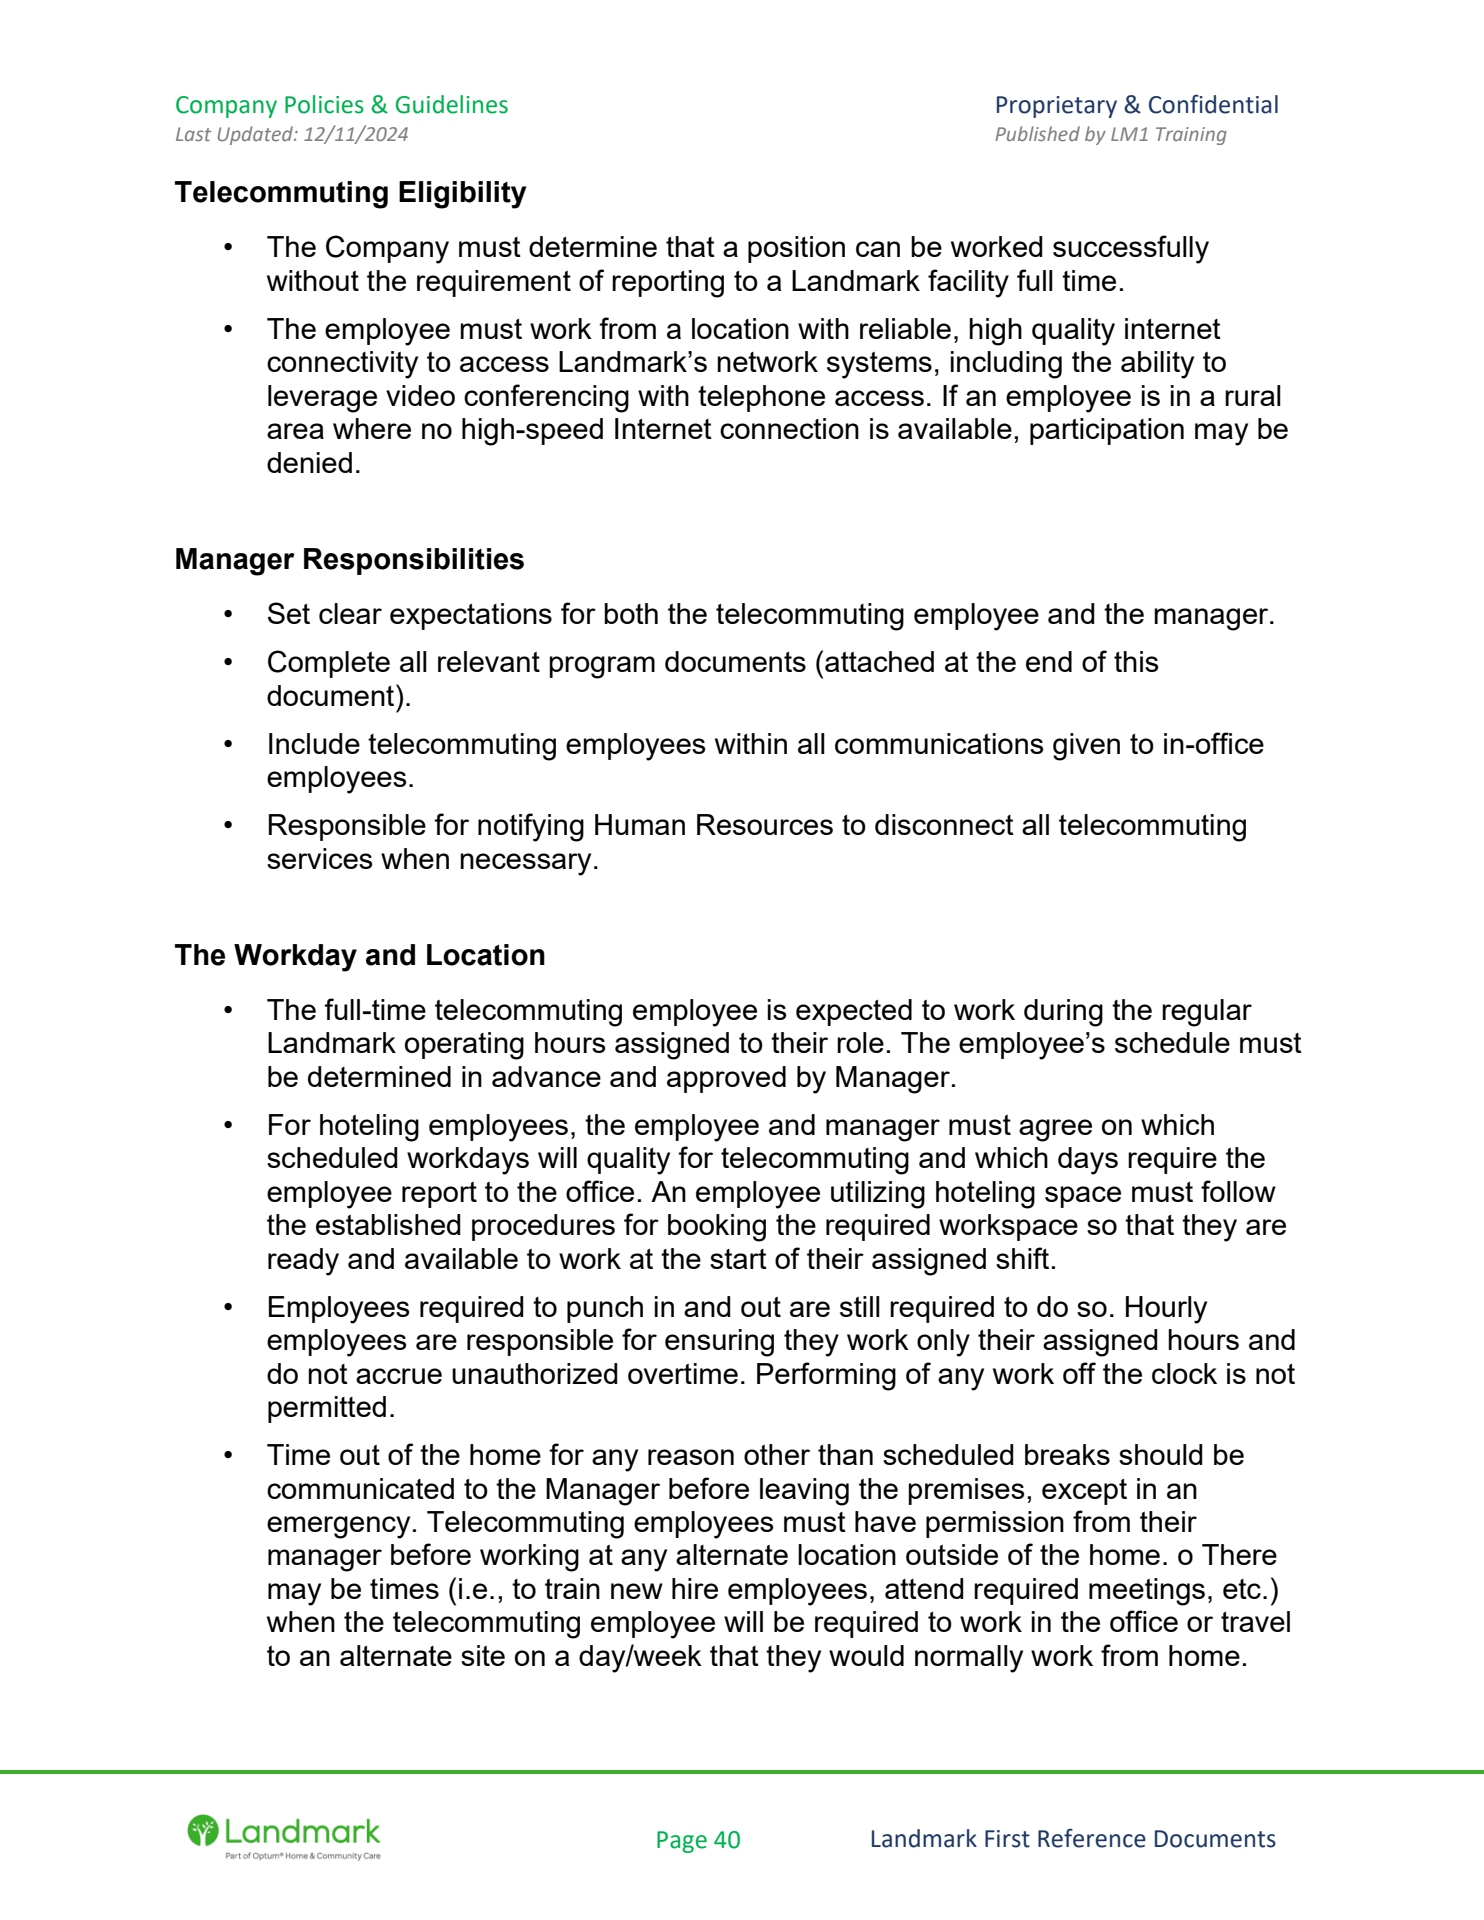 Company Policies & Guidelines Proprietary & Confidential
Last Updated: 12/11/2024 Published by LM1 Training
Telecommuting Eligibility
• The Company must determine that a position can be worked successfully
without the requirement of reporting to a Landmark facility full time.
• The employee must work from a location with reliable, high quality internet
connectivity to access Landmark’s network systems, including the ability to
leverage video conferencing with telephone access. If an employee is in a rural
area where no high-speed Internet connection is available, participation may be
denied.
Manager Responsibilities
• Set clear expectations for both the telecommuting employee and the manager.
• Complete all relevant program documents (attached at the end of this
document).
• Include telecommuting employees within all communications given to in-office
employees.
• Responsible for notifying Human Resources to disconnect all telecommuting
services when necessary.
The Workday and Location
• The full-time telecommuting employee is expected to work during the regular
Landmark operating hours assigned to their role. The employee’s schedule must
be determined in advance and approved by Manager.
• For hoteling employees, the employee and manager must agree on which
scheduled workdays will quality for telecommuting and which days require the
employee report to the office. An employee utilizing hoteling space must follow
the established procedures for booking the required workspace so that they are
ready and available to work at the start of their assigned shift.
• Employees required to punch in and out are still required to do so. Hourly
employees are responsible for ensuring they work only their assigned hours and
do not accrue unauthorized overtime. Performing of any work off the clock is not
permitted.
• Time out of the home for any reason other than scheduled breaks should be
communicated to the Manager before leaving the premises, except in an
emergency. Telecommuting employees must have permission from their
manager before working at any alternate location outside of the home. o There
may be times (i.e., to train new hire employees, attend required meetings, etc.)
when the telecommuting employee will be required to work in the office or travel
to an alternate site on a day/week that they would normally work from home.
Landmark
Part of Optum® Home & Community Care
Page 40 Landmark First Reference Documents